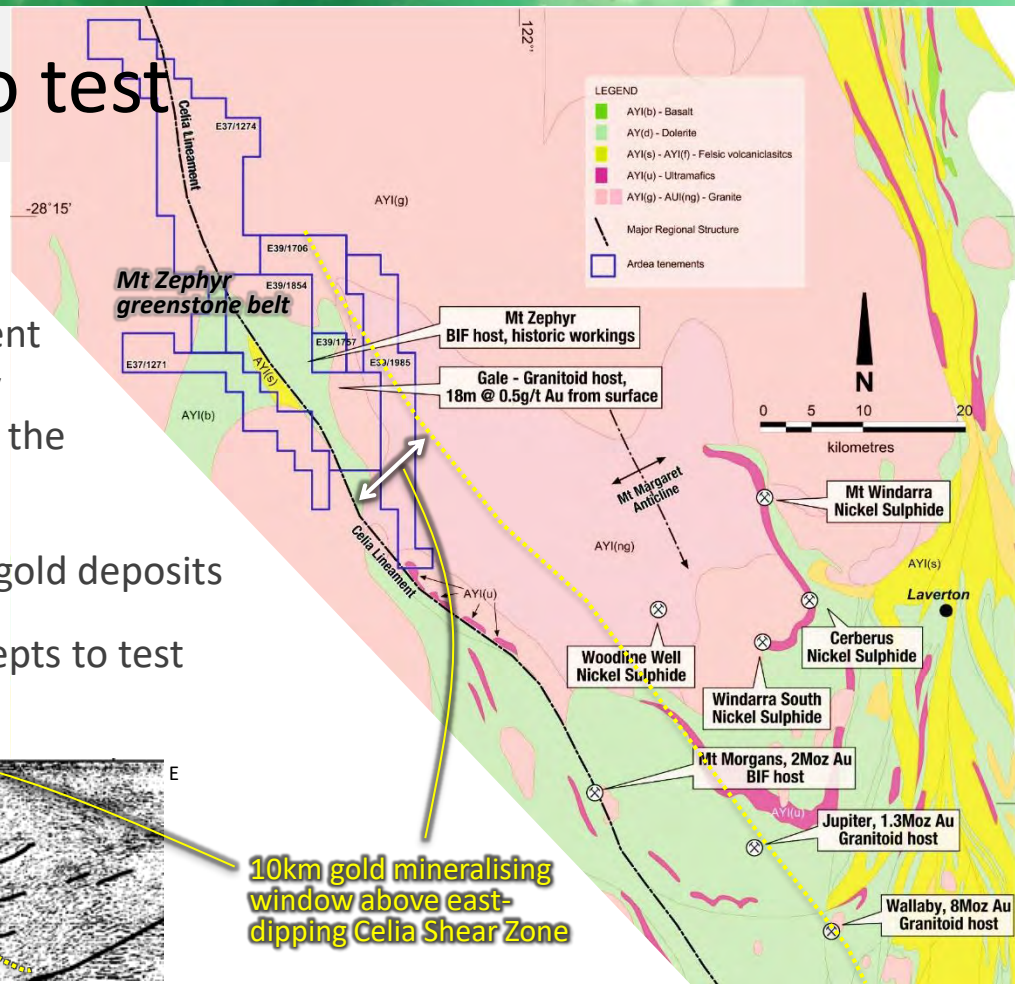 o test
ent
the
gold deposits
epts to test
122°
LEGEND
AYI(b) - Basalt
AY(d) - Dolerite
AYI(s) - AYI(f) - Felsic volcaniclasitcs
AYI(u) - Ultramafics
AYI(g) - AUI(ng) - Granite
Major Regional Structure
Ardea tenements
Celia Lineament
E37/1274
-28°15'
AYI(g)
E39/1706
Mt Zephyr
greenstone belt
E39/1854
Mt Zephyr
BIF host, historic workings
E39/1757
E39/1985
E37/1271
AY(s)
Gale - Granitoid host,
18m @ 0.5g/t Au from surface
AYI(b)
N
0 5 10 20
kilometres
Mt Margaret
Anticline
Mt Windarra
Nickel Sulphide
Celia Lineament
AYI(ng)
AYI(s)
AYI(u)
Laverton
Woodline Well
Nickel Sulphide
Cerberus
Nickel Sulphide
Windarra South
Nickel Sulphide
Mt Morgans, 2Moz Au
BIF host
AYI(u)
Jupiter, 1.3Moz Au
Granitoid host
E
10km gold mineralising
window above east-
dipping Celia Shear Zone
Wallaby, 8Moz Au
Granitoid host